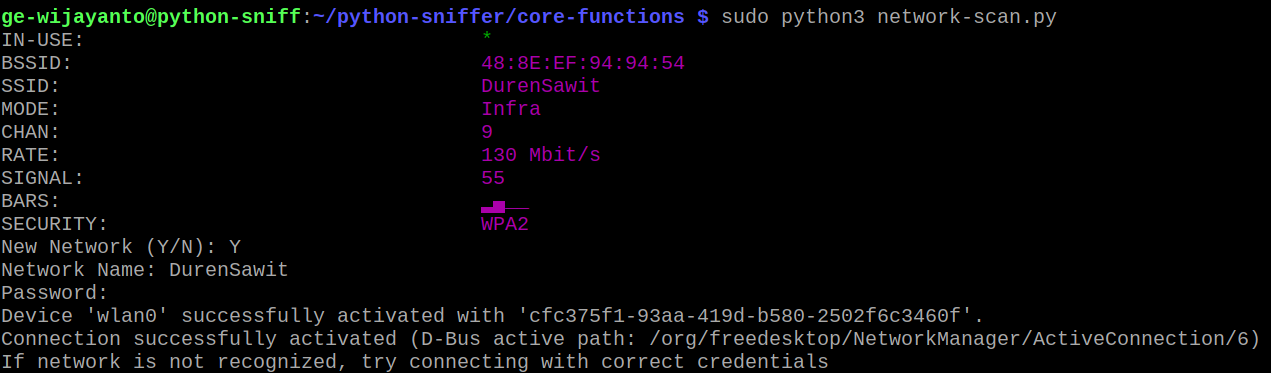 ge-wijayanto@python-sniff:~/python-sniffer/core-functions $ sudo python3 network-scan.py
IN-USE: *
BSSID: 48:8E:EF:94:94:54
SSID: DurenSawit
MODE: Infra
CHAN: 9
RATE: 130 Mbit/s
SIGNAL: 55
BARS: ▂▄__
SECURITY: WPA2
New Network (Y/N): Y
Network Name: DurenSawit
Password:
Device 'wlan0' successfully activated with 'cfc375f1-93aa-419d-b580-2502f6c3460f'.
Connection successfully activated (D-Bus active path: /org/freedesktop/NetworkManager/ActiveConnection/6)
If network is not recognized, try connecting with correct credentials